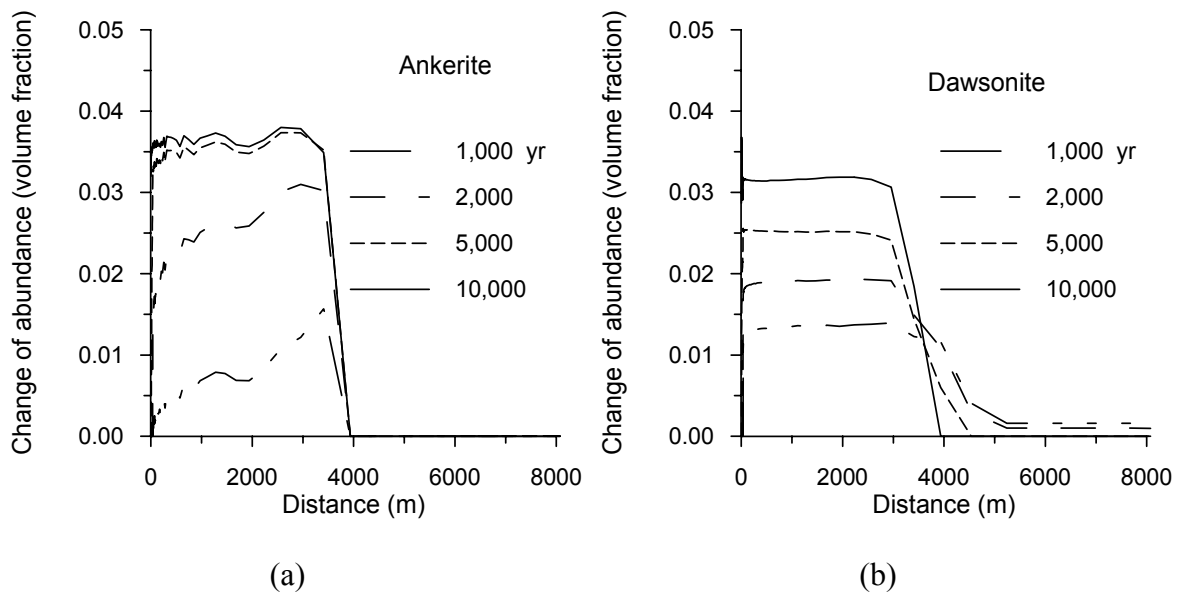 Change of abundance (volume fraction)
0.05
0.04
0.03
0.02
0.01
0.00
Ankerite
1,000 yr
2,000
5,000
10,000
0 2000 4000 6000 8000
Distance (m)
(a)
Change of abundance (volume fraction)
0.05
0.04
0.03
0.02
0.01
0.00
Dawsonite
1,000 yr
2,000
5,000
10,000
0 2000 4000 6000 8000
Distance (m)
(b)